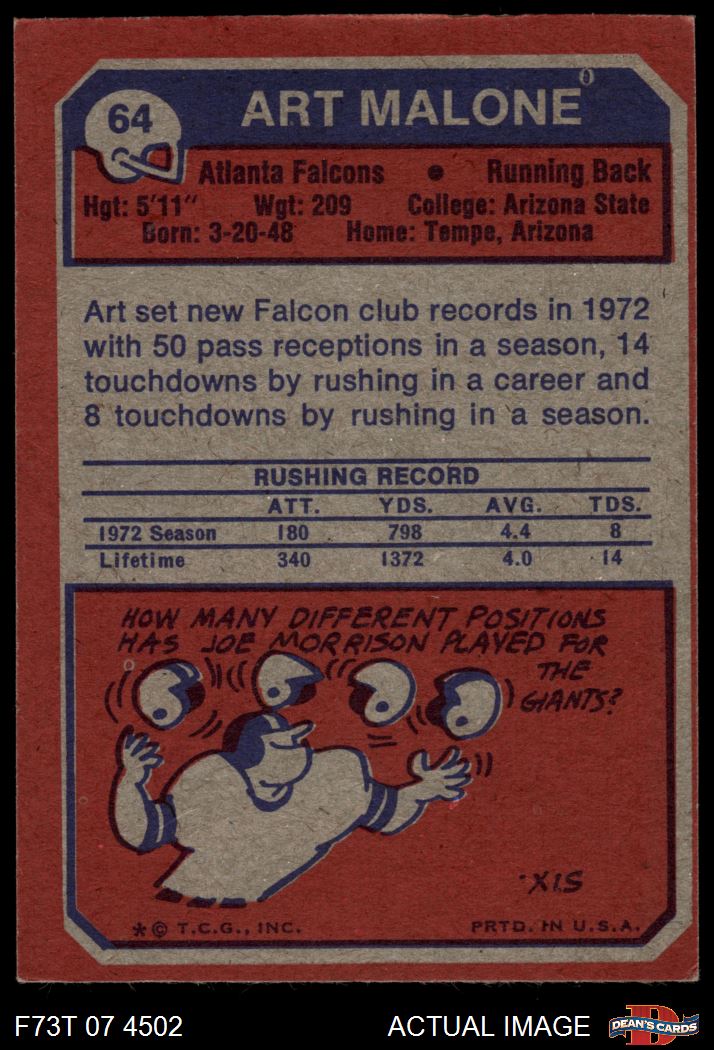 64
ART MALONE
Atlanta Falcons • Running Back
Hgt: 5'11" Wgt: 209 College: Arizona State
Born: 3-20-48 Home: Tempe, Arizona
Art set new Falcon club records in 1972
with 50 pass receptions in a season, 14
touchdowns by rushing in a career and
8 touchdowns by rushing in a season.
RUSHING RECORD
ATT. YDS. AVG. TDS.
1972 Season 180 798 4.4 8
Lifetime 340 1372 4.0 14
HOW MANY DIFFERENT POSITIONS
HAS JOE MORRISON PLAYED FOR
THE
GIANTS?
SIX
* © T.C.G., INC. PRTD. IN U.S.A.
F73T 07 4502 ACTUAL IMAGE D DEAN'S CARDS